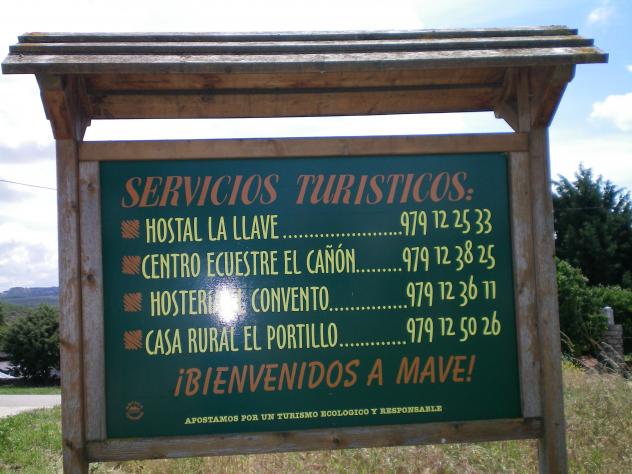 SERVICIOS TURISTICOS:
HOSTAL LA LLAVE ........................979 12 25 33
CENTRO ECUESTRE EL CAÑÓN.........979 12 38 25
CONVENTO...............979 12 36 11
CASA RURAL EL PORTILLO.............979 12 50 26
¡BIENVENIDOS A MAVE!
APOSTAMOS POR UN TURISMO ECOLOGICO Y RESPONSABLE